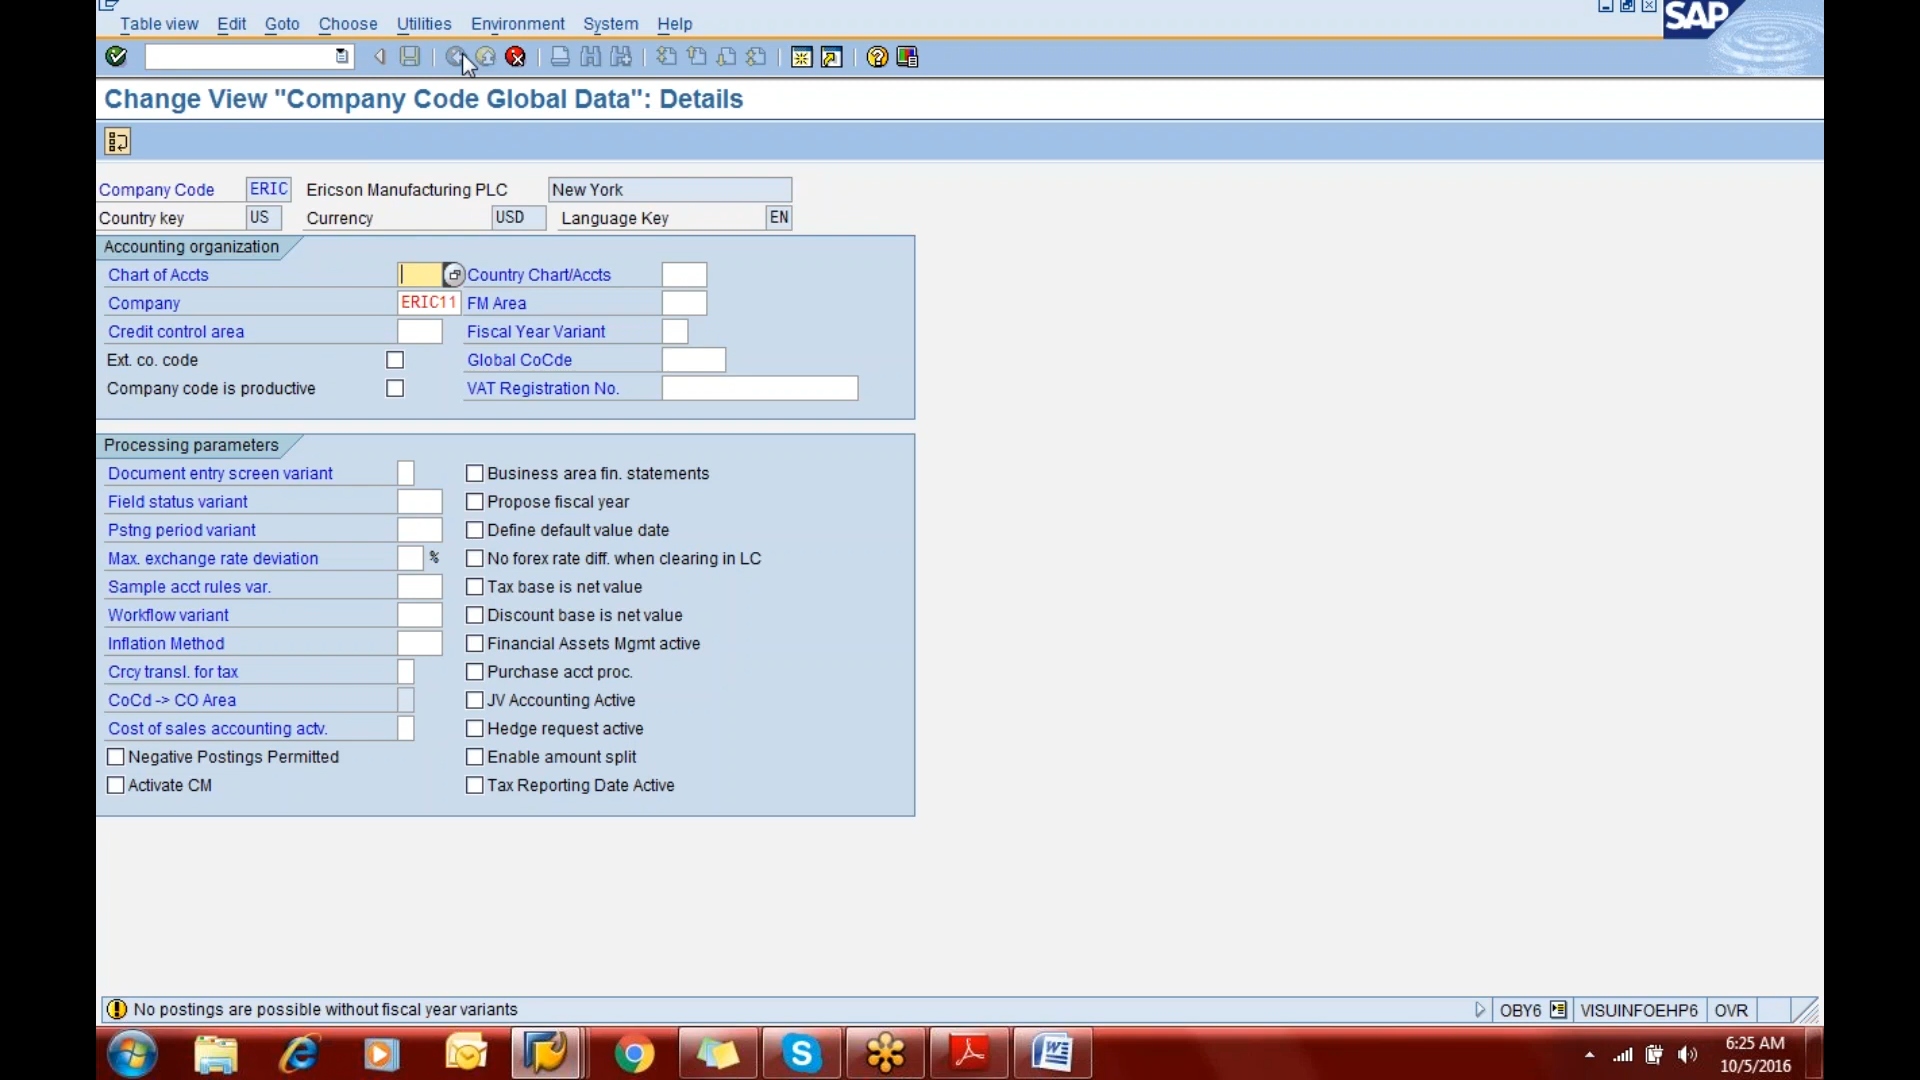 Table view Edit Goto Choose Utilities Environment System Help
SAP
Change View "Company Code Global Data": Details
Company Code ERIC Ericson Manufacturing PLC New York
Country key US Currency USD Language Key EN
Accounting organization
Chart of Accts Country Chart/Accts
Company ERIC11 FM Area
Credit control area Fiscal Year Variant
Ext. co. code Global CoCde
Company code is productive VAT Registration No.
Processing parameters
Document entry screen variant Business area fin. statements
Field status variant Propose fiscal year
Pstng period variant Define default value date
Max. exchange rate deviation % No forex rate diff. when clearing in LC
Sample acct rules var. Tax base is net value
Workflow variant Discount base is net value
Inflation Method Financial Assets Mgmt active
Crcy transl. for tax Purchase acct proc.
CoCd -> CO Area JV Accounting Active
Cost of sales accounting actv. Hedge request active
Negative Postings Permitted Enable amount split
Activate CM Tax Reporting Date Active
No postings are possible without fiscal year variants OBY6 VISUINFOEHP6 OVR
6:25 AM
10/5/2016